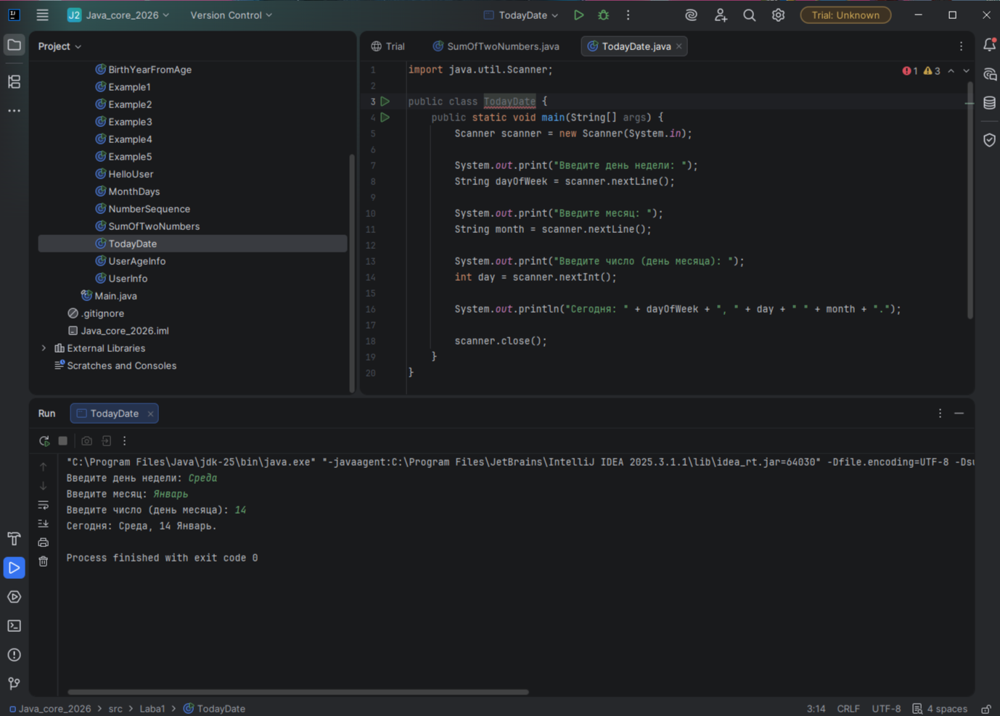 J2 Java_core_2026 Version Control TodayDate Trial: Unknown
Project
BirthYearFromAge
Example1
Example2
Example3
Example4
Example5
HelloUser
MonthDays
NumberSequence
SumOfTwoNumbers
TodayDate
UserAgeInfo
UserInfo
Main.java
.gitignore
Java_core_2026.iml
External Libraries
Scratches and Consoles
Trial SumOfTwoNumbers.java TodayDate.java
1 3
1 import java.util.Scanner;
2
3 public class TodayDate {
4 public static void main(String[] args) {
5 Scanner scanner = new Scanner(System.in);
6
7 System.out.print("Введите день недели: ");
8 String dayOfWeek = scanner.nextLine();
9
10 System.out.print("Введите месяц: ");
11 String month = scanner.nextLine();
12
13 System.out.print("Введите число (день месяца): ");
14 int day = scanner.nextInt();
15
16 System.out.println("Сегодня: " + dayOfWeek + ", " + day + " " + month + ".");
17
18 scanner.close();
19 }
20 }
Run TodayDate
"C:\Program Files\Java\jdk-25\bin\java.exe" "-javaagent:C:\Program Files\JetBrains\IntelliJ IDEA 2025.3.1.1\lib\idea_rt.jar=64030" -Dfile.encoding=UTF-8 -Dsu
Введите день недели: Среда
Введите месяц: Январь
Введите число (день месяца): 14
Сегодня: Среда, 14 Январь.
Process finished with exit code 0
Java_core_2026 > src > Laba1 > TodayDate 3:14 CRLF UTF-8 4 spaces